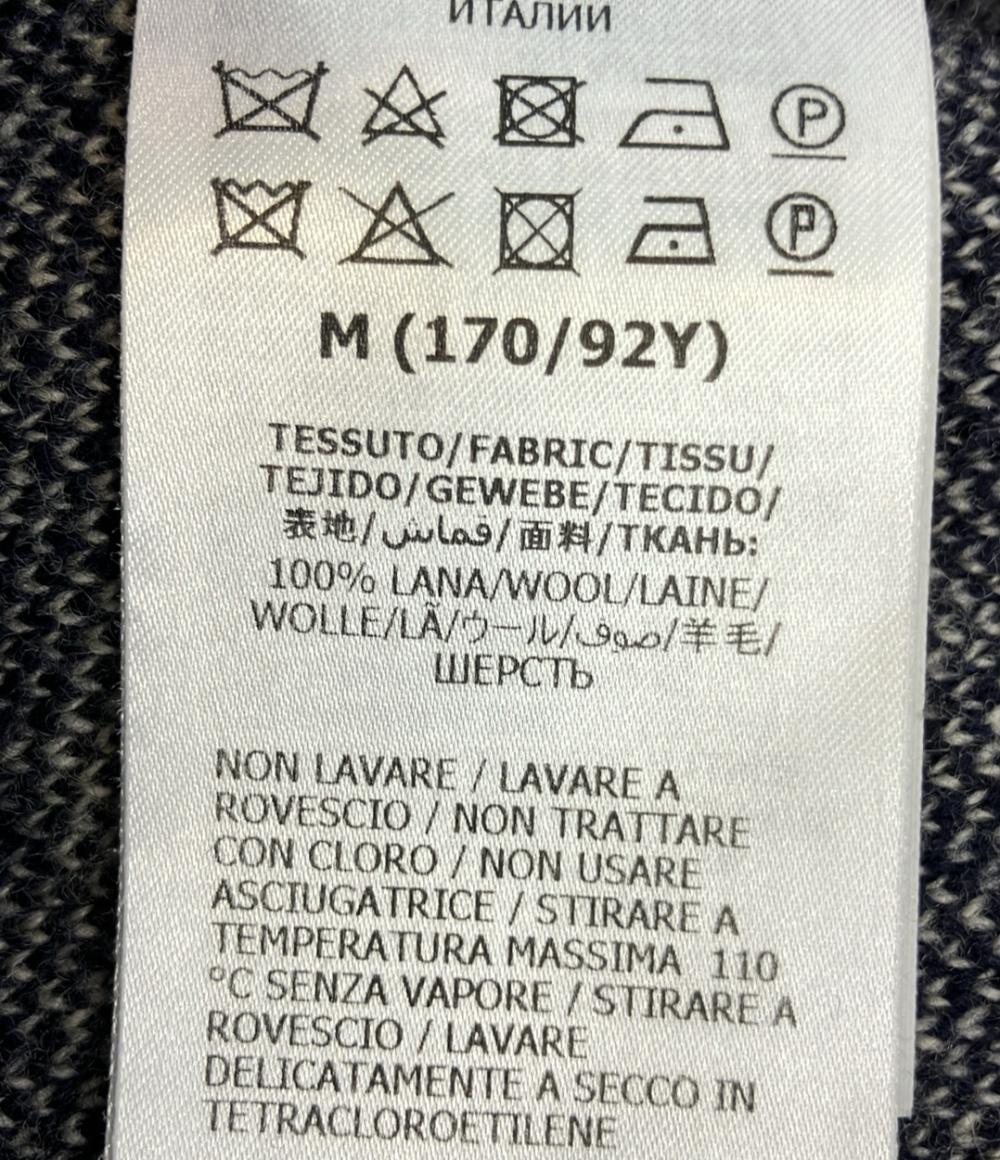 ИТАЛИИ
P
P
M (170/92Y)
TESSUTO/FABRIC/TISSU/
TEJIDO/GEWEBE/TECIDO/
表地/قماش/面料/ТКАНЬ:
100% LANA/WOOL/LAINE/
WOLLE/LÃ/ウール/صوف/羊毛/
ШЕРСТЬ
NON LAVARE / LAVARE A
ROVESCIO / NON TRATTARE
CON CLORO / NON USARE
ASCIUGATRICE / STIRARE A
TEMPERATURA MASSIMA 110
°C SENZA VAPORE / STIRARE A
ROVESCIO / LAVARE
DELICATAMENTE A SECCO IN
TETRACLOROETILENE